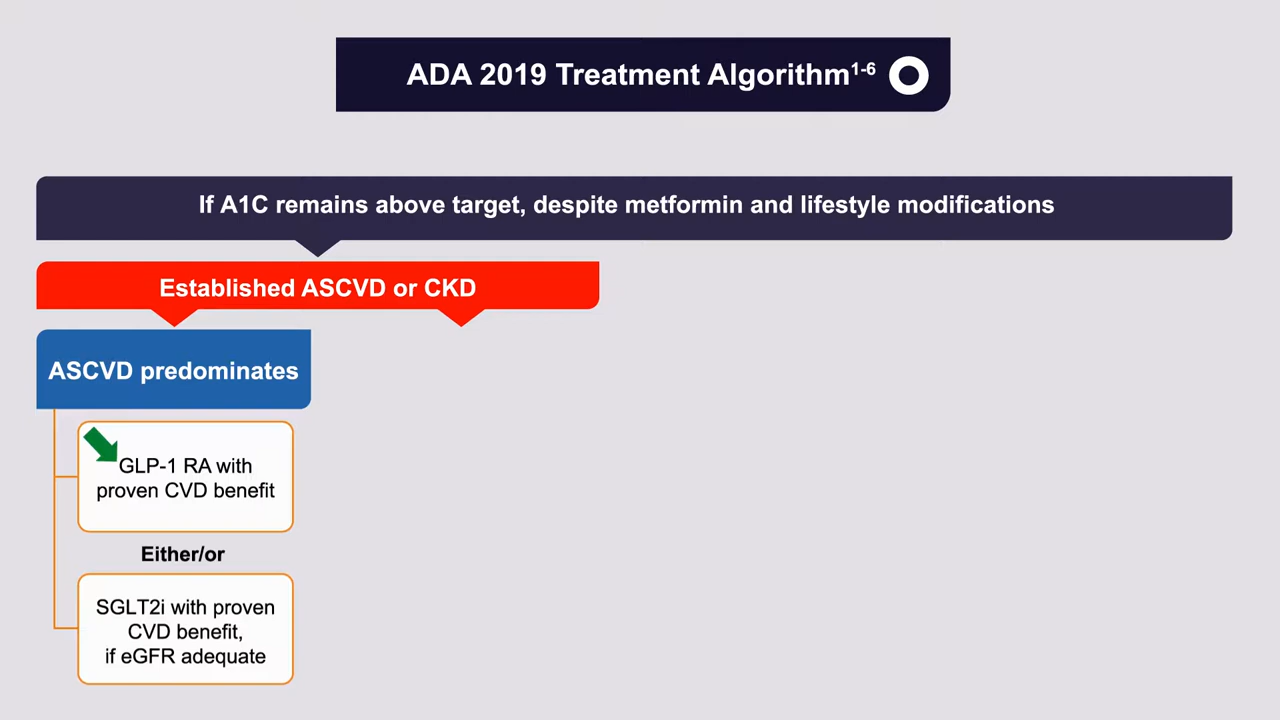 ADA 2019 Treatment Algorithm¹⁻⁶
If A1C remains above target, despite metformin and lifestyle modifications
Established ASCVD or CKD
ASCVD predominates
GLP-1 RA with
proven CVD benefit
Either/or
SGLT2i with proven
CVD benefit,
if eGFR adequate